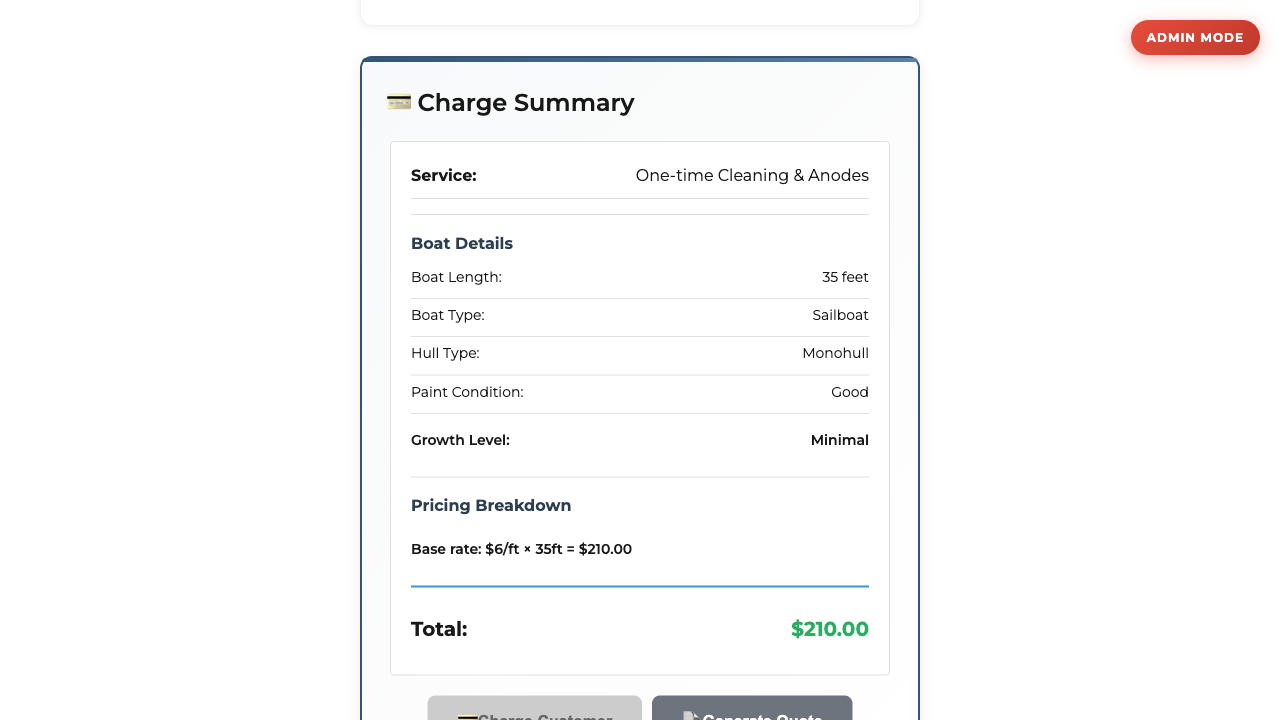 ADMIN MODE
Charge Summary
Service: One-time Cleaning & Anodes
Boat Details
Boat Length: 35 feet
Boat Type: Sailboat
Hull Type: Monohull
Paint Condition: Good
Growth Level: Minimal
Pricing Breakdown
Base rate: $6/ft × 35ft = $210.00
Total: $210.00
Charge Customer Generate Quote